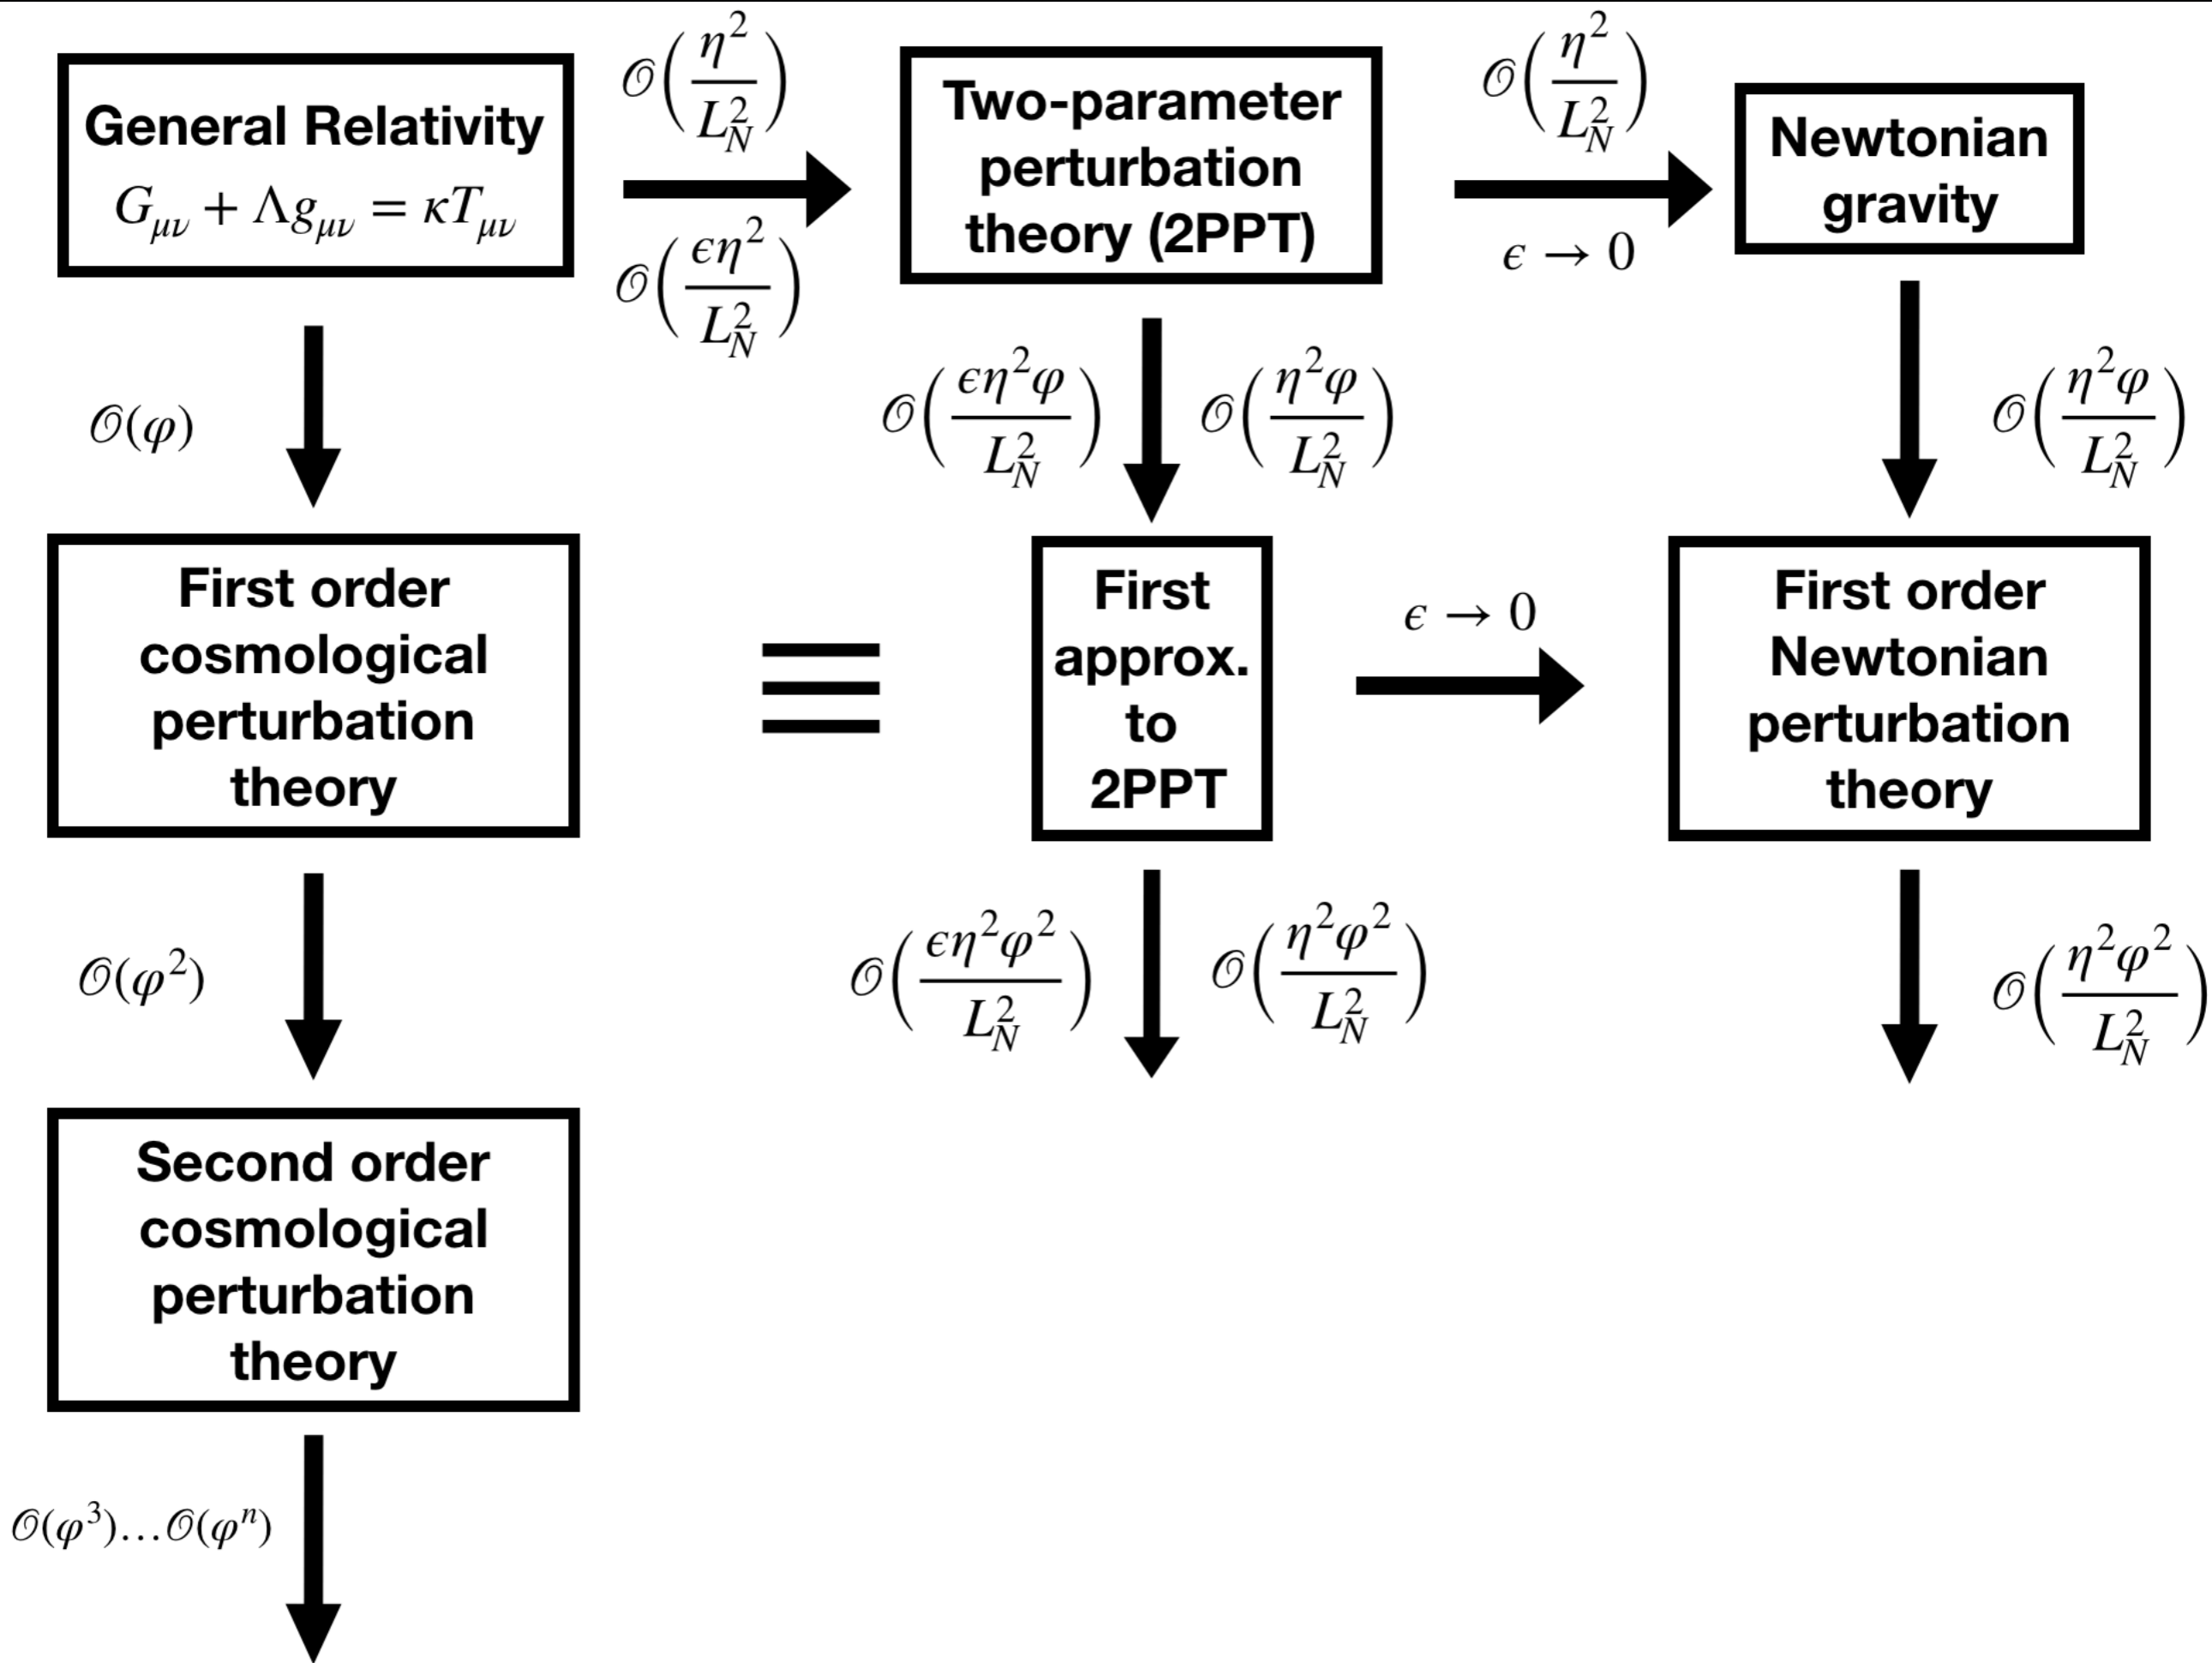 General Relativity
G_{μν} + Λg_{μν} = κT_{μν}
𝒪(η²/L_N²)
𝒪(ϵη²/L_N²)
Two-parameter
perturbation
theory (2PPT)
𝒪(η²/L_N²)
ϵ → 0
Newtonian
gravity
𝒪(φ)
𝒪(ϵη²φ/L_N²)
𝒪(η²φ/L_N²)
𝒪(η²φ/L_N²)
First order
cosmological
perturbation
theory
≡
First
approx.
to
2PPT
ϵ → 0
First order
Newtonian
perturbation
theory
𝒪(φ²)
𝒪(ϵη²φ²/L_N²)
𝒪(η²φ²/L_N²)
𝒪(η²φ²/L_N²)
Second order
cosmological
perturbation
theory
𝒪(φ³)…𝒪(φⁿ)